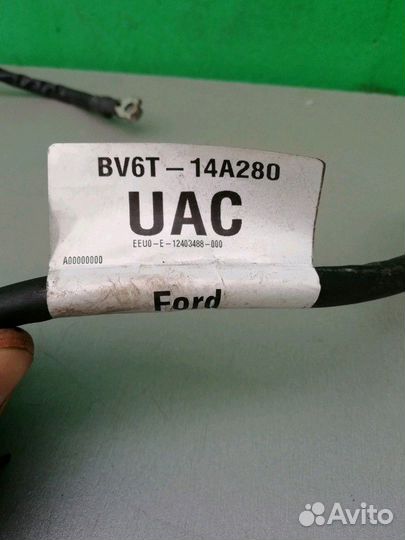 BV6T-14A280
UAC
EEU0-E-12403488-000
A00000000
Ford
Avito